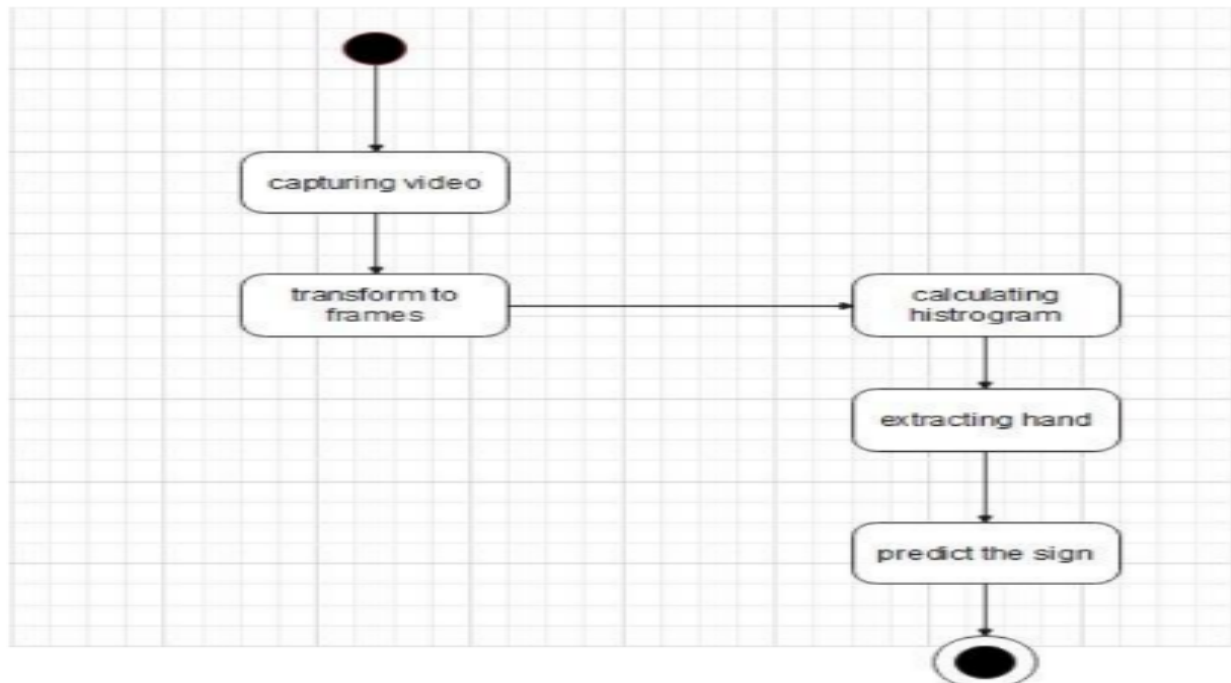 capturing video
transform to
frames
calculating
histrogram
extracting hand
predict the sign